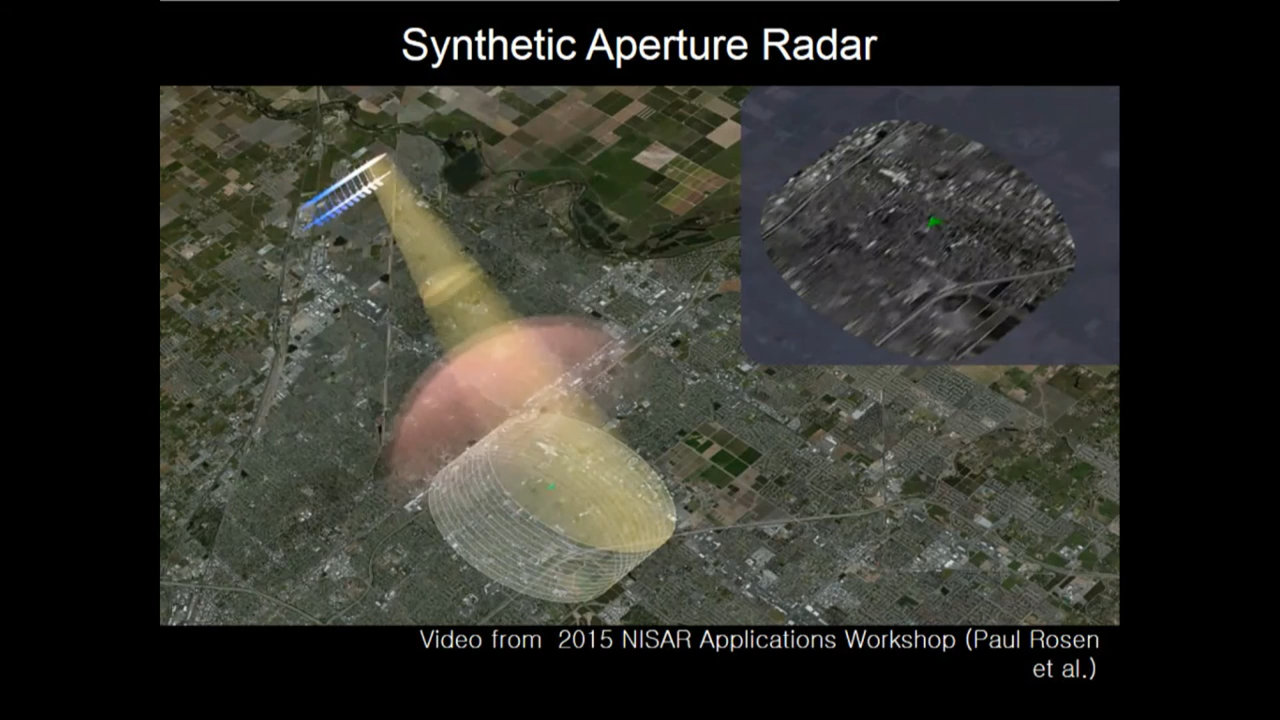 Synthetic Aperture Radar
Video from 2015 NISAR Applications Workshop (Paul Rosen
et al.)